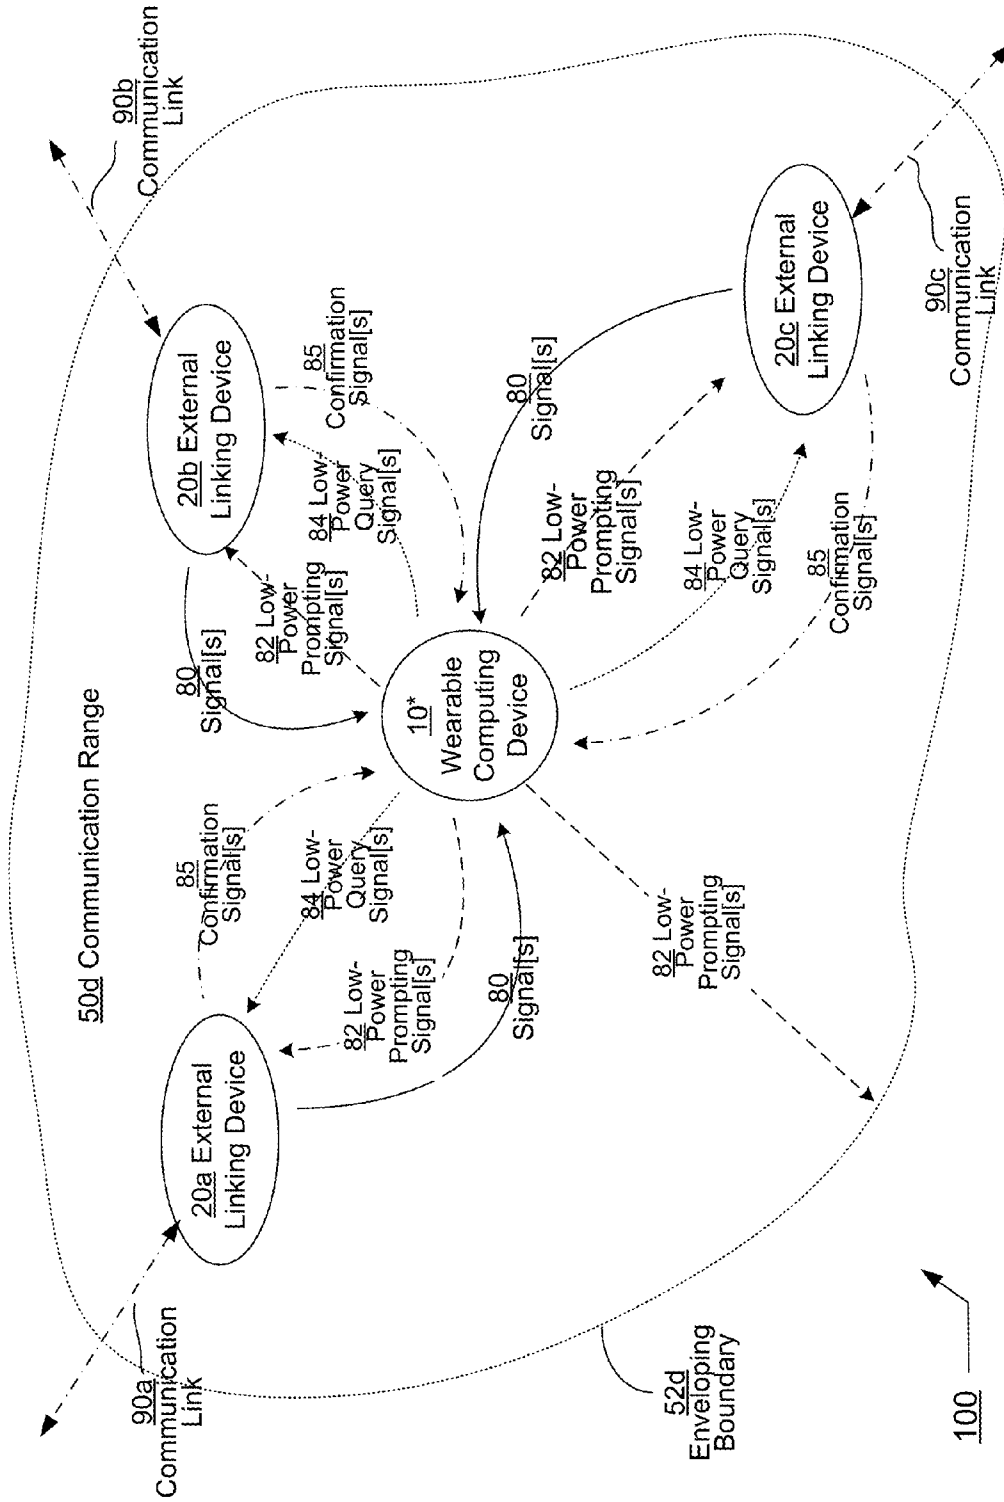 90a
Communication
Link
50d Communication Range
90b
Communication
Link
20a External
Linking Device
85
Confirmation
Signal[s]
80
Signal[s]
20b External
Linking Device
82 Low-
Power
Prompting
Signal[s]
84 Low-
Power
Query
Signal[s]
85
Confirmation
Signal[s]
84 Low-
Power
Query
Signal[s]
82 Low-
Power
Prompting
Signal[s]
80
Signal[s]
10*
Wearable
Computing
Device
80
Signal[s]
82 Low-
Power
Prompting
Signal[s]
84 Low-
Power
Query
Signal[s]
85
Confirmation
Signal[s]
20c External
Linking Device
82 Low-
Power
Prompting
Signal[s]
52d
Enveloping
Boundary
90c
Communication
Link
100